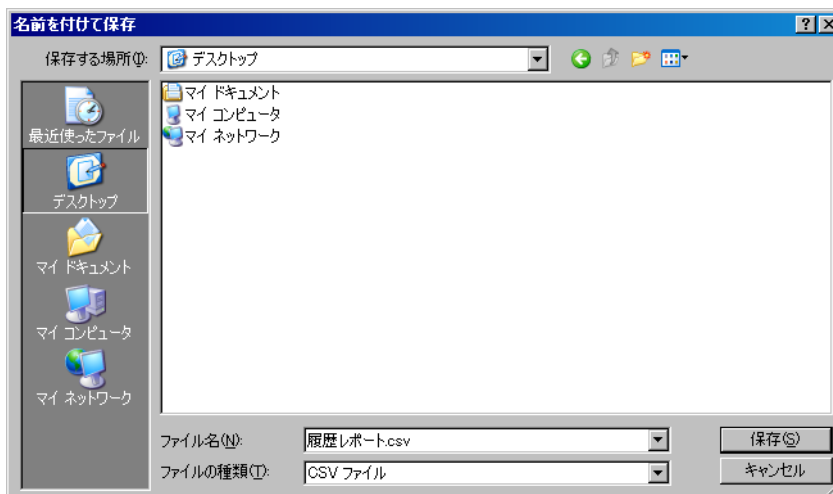 名前を付けて保存
保存する場所(I):
デスクトップ
最近使ったファイル
デスクトップ
マイ ドキュメント
マイ コンピュータ
マイ ネットワーク
マイ ドキュメント
マイ コンピュータ
マイ ネットワーク
ファイル名(N):
履歴レポート.csv
保存(S)
ファイルの種類(T):
CSV ファイル
キャンセル